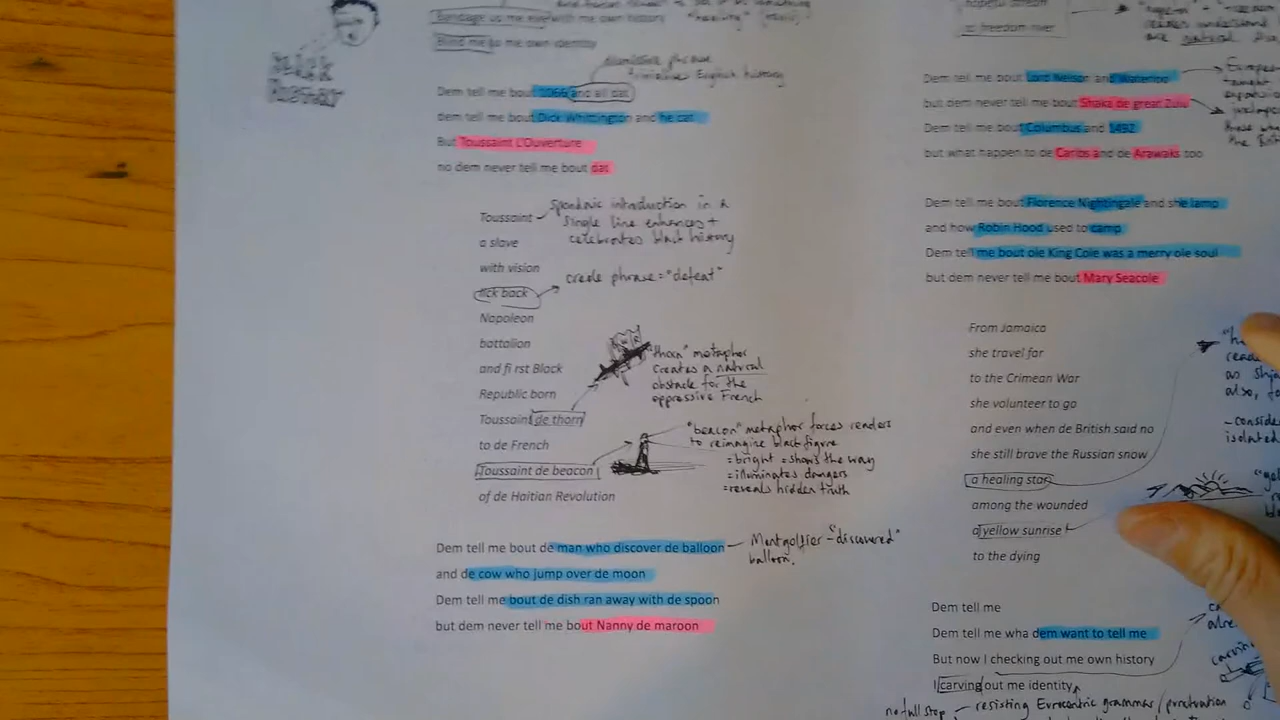 Bandage up me eye with me own history
Blind me to me own identity
dismissive phrase
Dem tell me bout 1066 and all dat
dem tell me bout Dick Whittington and he cat
But Toussaint L'Ouverture
no dem never tell me bout dat
Toussaint
a slave
with vision
lick back
Napoleon
battalion
and fi rst Black
Republic born
Toussaint de thorn
to de French
Toussaint de beacon
of de Haitian Revolution
spondaic introduction in a
single line enhances +
celebrates black history
creole phrase = "defeat"
"thorn" metaphor
creates a natural
obstacle for the
oppressive French
"beacon" metaphor forces readers
to reimagine black figure
= bright = shows the way
= illuminates dangers
= reveals hidden truth
Dem tell me bout de man who discover de balloon
and de cow who jump over de moon
Dem tell me bout de dish ran away with de spoon
but dem never tell me bout Nanny de maroon
Montgolfier - "discovered"
balloon.
hopeful stream
to freedom river
Dem tell me bout Lord Nelson and Waterloo
but dem never tell me bout Shaka de great Zulu
Dem tell me bout Columbus and 1492
but what happen to de Caribs and de Arawaks too
Dem tell me bout Florence Nightingale and she lamp
and how Robin Hood used to camp
Dem tell me bout ole King Cole was a merry ole soul
but dem never tell me bout Mary Seacole
From Jamaica
she travel far
to the Crimean War
she volunteer to go
and even when de British said no
she still brave the Russian snow
a healing star
among the wounded
a yellow sunrise
to the dying
Dem tell me
Dem tell me wha dem want to tell me
But now I checking out me own history
I carving out me identity
no full stop - resisting Eurocentric grammars/punctuation